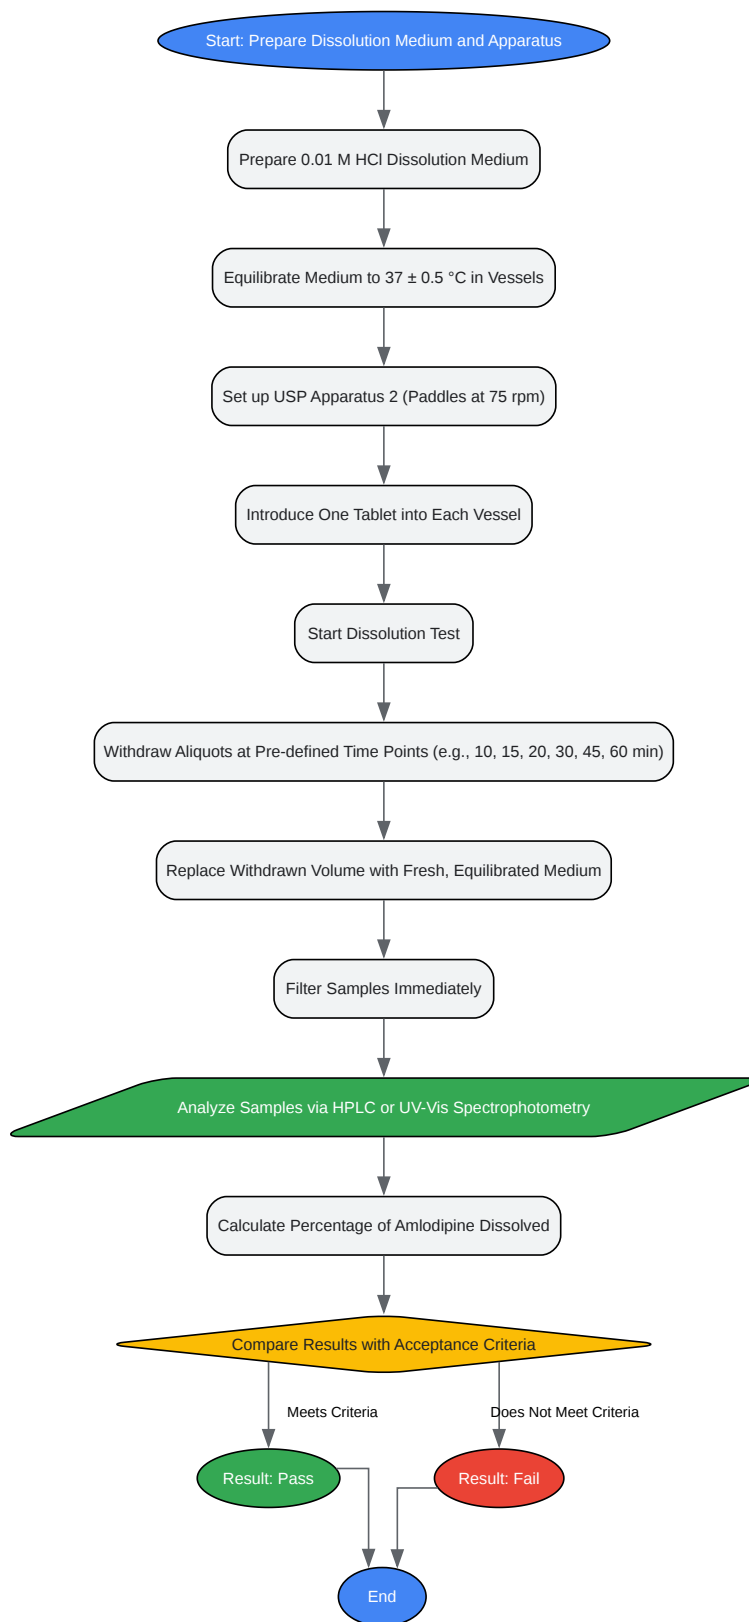 Start: Prepare Dissolution Medium and Apparatus
Prepare 0.01 M HCl Dissolution Medium
Equilibrate Medium to 37 ± 0.5 °C in Vessels
Set up USP Apparatus 2 (Paddles at 75 rpm)
Introduce One Tablet into Each Vessel
Start Dissolution Test
Withdraw Aliquots at Pre-defined Time Points (e.g., 10, 15, 20, 30, 45, 60 min)
Replace Withdrawn Volume with Fresh, Equilibrated Medium
Filter Samples Immediately
Analyze Samples via HPLC or UV-Vis Spectrophotometry
Calculate Percentage of Amlodipine Dissolved
Compare Results with Acceptance Criteria
Meets Criteria
Does Not Meet Criteria
Result: Pass
Result: Fail
End